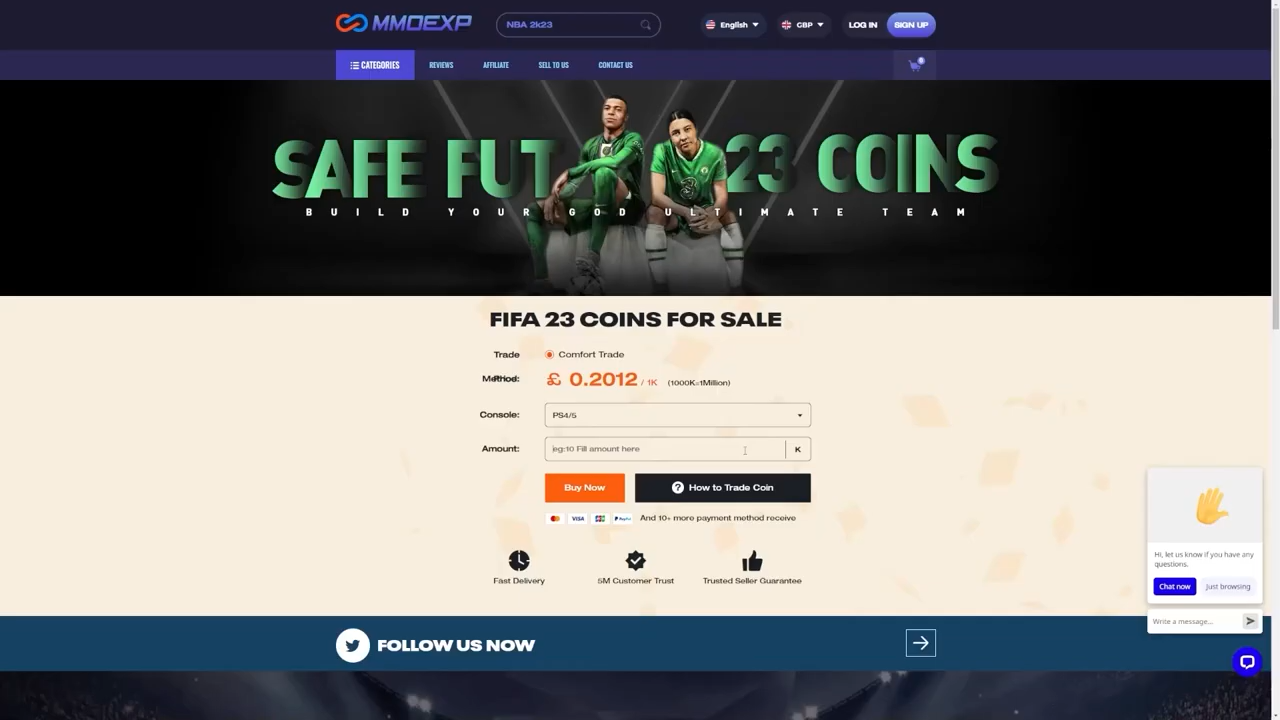 MMOEXP
NBA 2k23
English
GBP
LOG IN
SIGN UP
CATEGORIES
REVIEWS
AFFILIATE
SELL TO US
CONTACT US
0
SAFE FUT 23 COINS
BUILD YOUR GOD ULTIMATE TEAM
FIFA 23 COINS FOR SALE
Trade
Comfort Trade
Method:
£ 0.2012 / 1K (1000K=1Million)
Console:
PS4/5
Amount:
eg:10 Fill amount here
K
Buy Now
? How to Trade Coin
VISA
PayPal
And 10+ more payment method receive
Fast Delivery
5M Customer Trust
Trusted Seller Guarantee
Hi, let us know if you have any
questions.
Chat now
Just browsing
Write a message...
FOLLOW US NOW